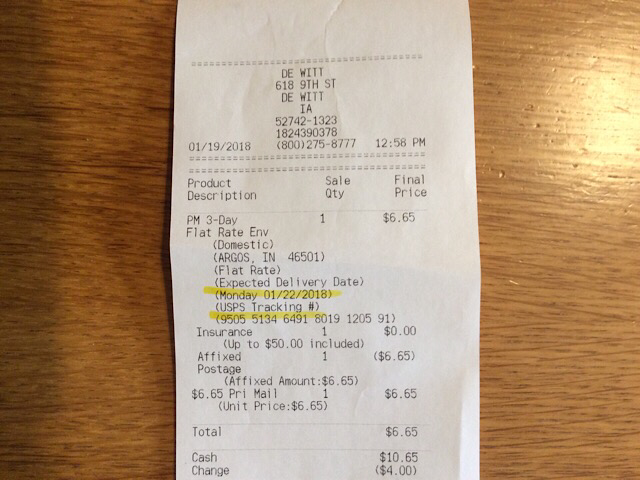 DE WITT
618 9TH ST
DE WITT
IA
52742-1323
1824390378
01/19/2018 (800)275-8777 12:58 PM
Product Sale Final
Description Qty Price
PM 3-Day 1 $6.65
Flat Rate Env
(Domestic)
(ARGOS, IN 46501)
(Flat Rate)
(Expected Delivery Date)
(Monday 01/22/2018)
(USPS Tracking #)
(9505 5134 6491 8019 1205 91)
Insurance 1 $0.00
(Up to $50.00 included)
Affixed 1 ($6.65)
Postage
(Affixed Amount:$6.65)
$6.65 Pri Mail 1 $6.65
(Unit Price:$6.65)
Total $6.65
Cash $10.65
Change ($4.00)